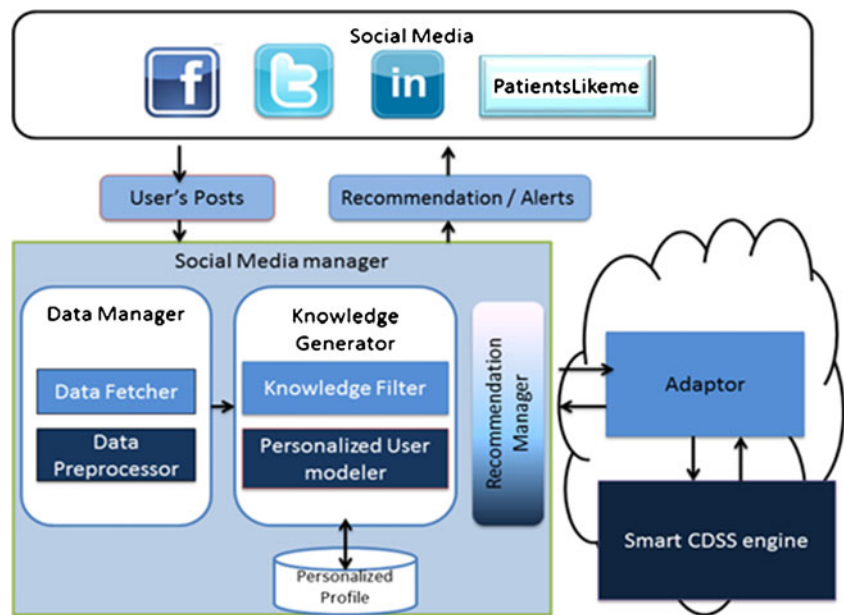 Social Media
f
t
in
PatientsLikeme
User's Posts
Recommendation / Alerts
Social Media manager
Data Manager
Data Fetcher
Data
Preprocessor
Knowledge
Generator
Knowledge Filter
Personalized User
modeler
Personalized
Profile
Recommendation
Manager
Adaptor
Smart CDSS engine